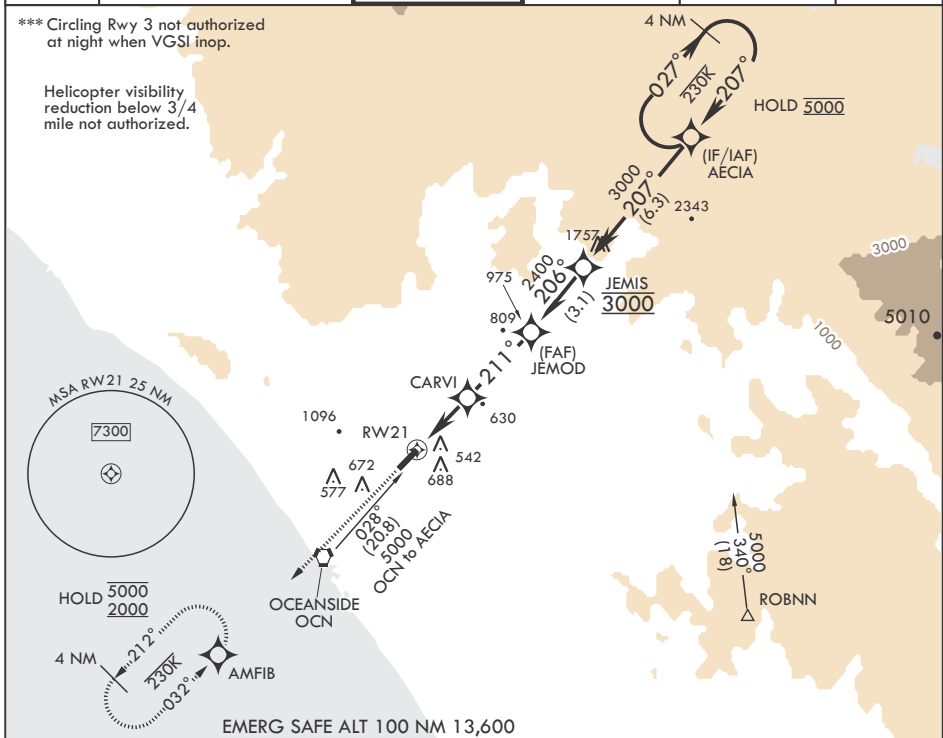 *** Circling Rwy 3 not authorized
at night when VGSI inop.
Helicopter visibility
reduction below 3/4
mile not authorized.
4 NM
027°
230K
207°
HOLD 5000
(IF/IAF)
AECIA
3000
207°
(6.3)
2343
1757
3000
2400
206°
(3.1)
JEMIS
3000
975
809
5010
1000
(FAF)
JEMOD
211°
CARVI
630
MSA RW21 25 NM
7300
1096
RW21
542
688
672
577
028°
(20.8)
5000
OCN to AECIA
5000
340°
(18)
ROBNN
OCEANSIDE
OCN
HOLD 5000
2000
4 NM
212°
230K
032°
AMFIB
EMERG SAFE ALT 100 NM 13,600